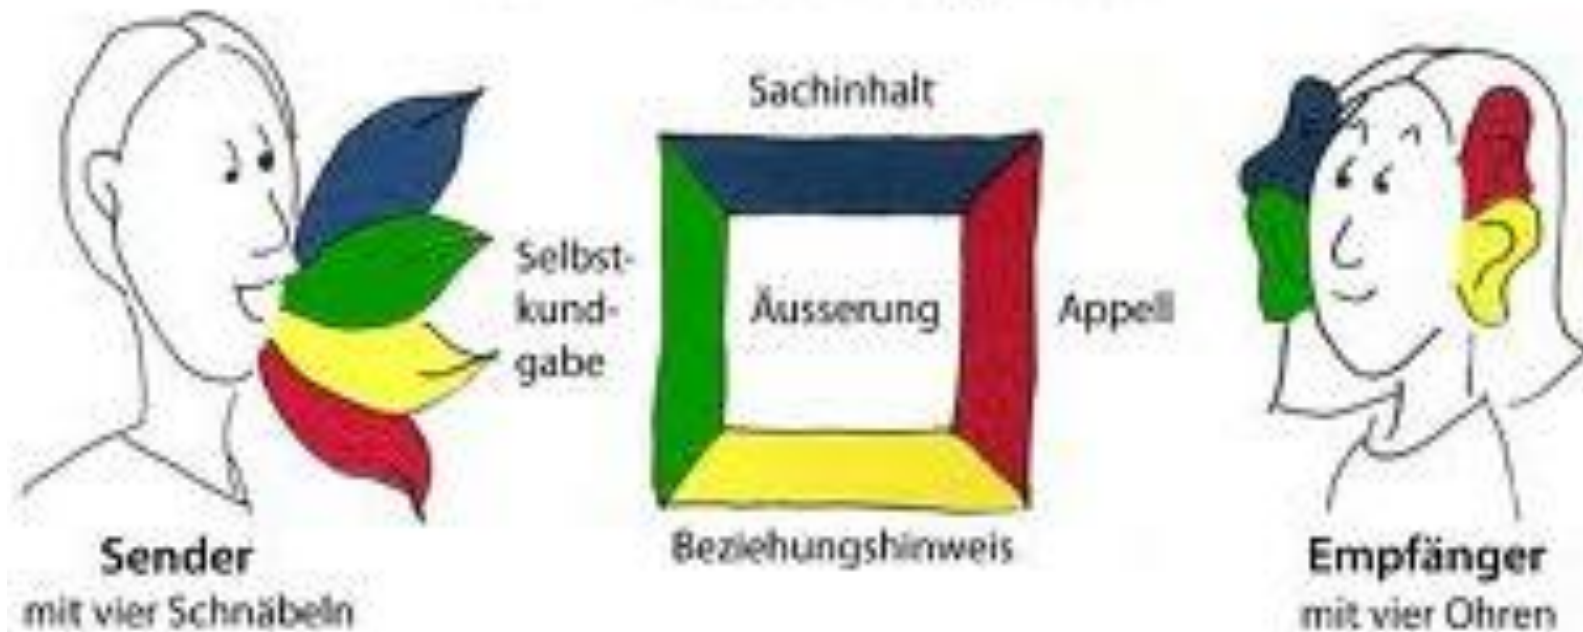 Sachinhalt
Selbst-
kund-
gabe
Äusserung
Appell
Beziehungshinweis
Sender
mit vier Schnäbeln
Empfänger
mit vier Ohren